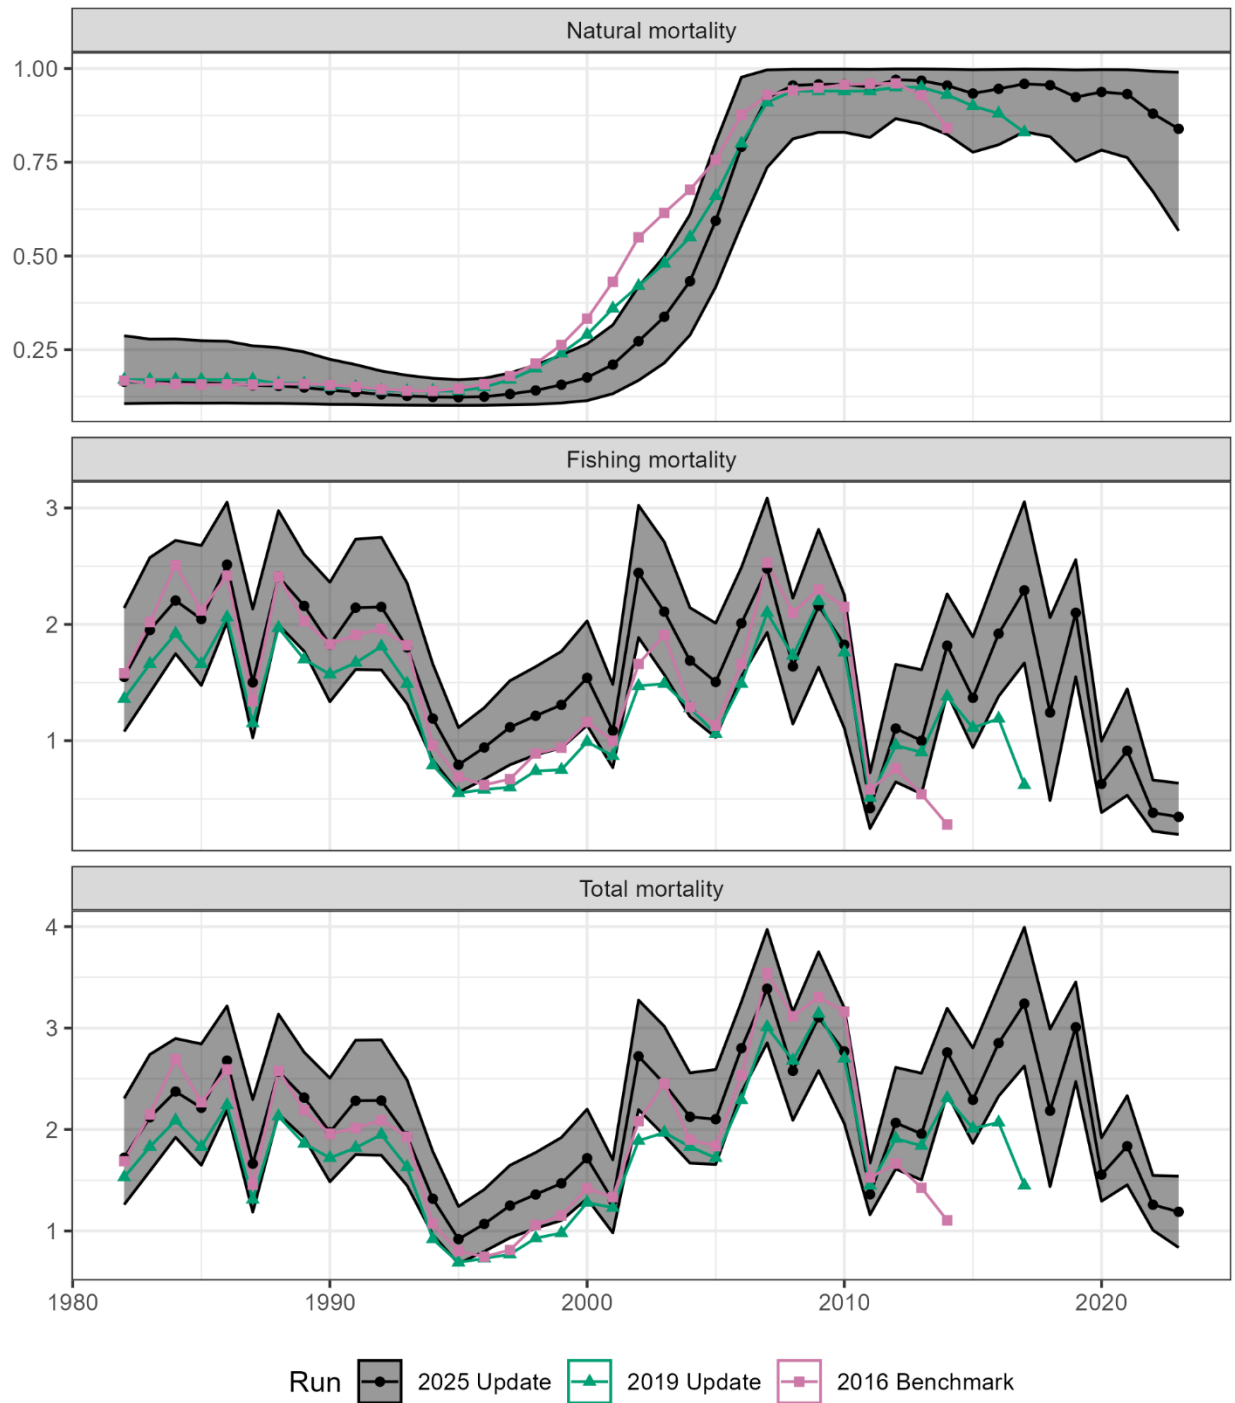 Natural mortality
1.00
0.75
0.50
0.25
Fishing mortality
3
2
1
Total mortality
4
3
2
1
1980 1990 2000 2010 2020
Run 2025 Update 2019 Update 2016 Benchmark